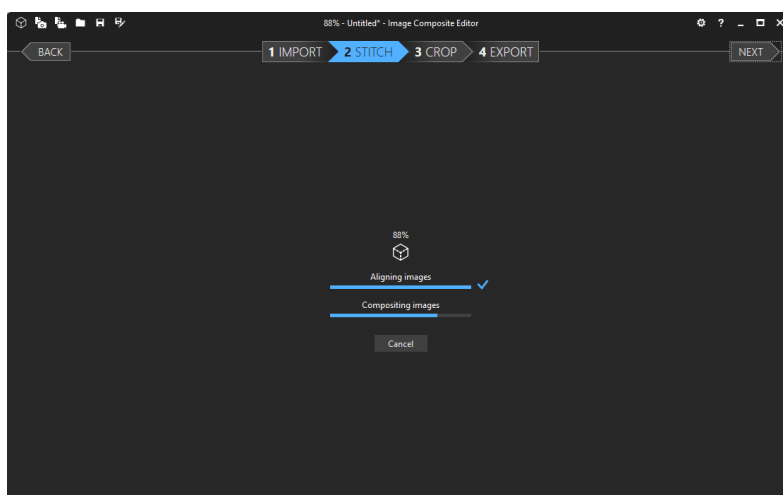 88% - Untitled* - Image Composite Editor
?
BACK
1 IMPORT 2 STITCH 3 CROP 4 EXPORT
NEXT
88%
Aligning images
Compositing images
Cancel